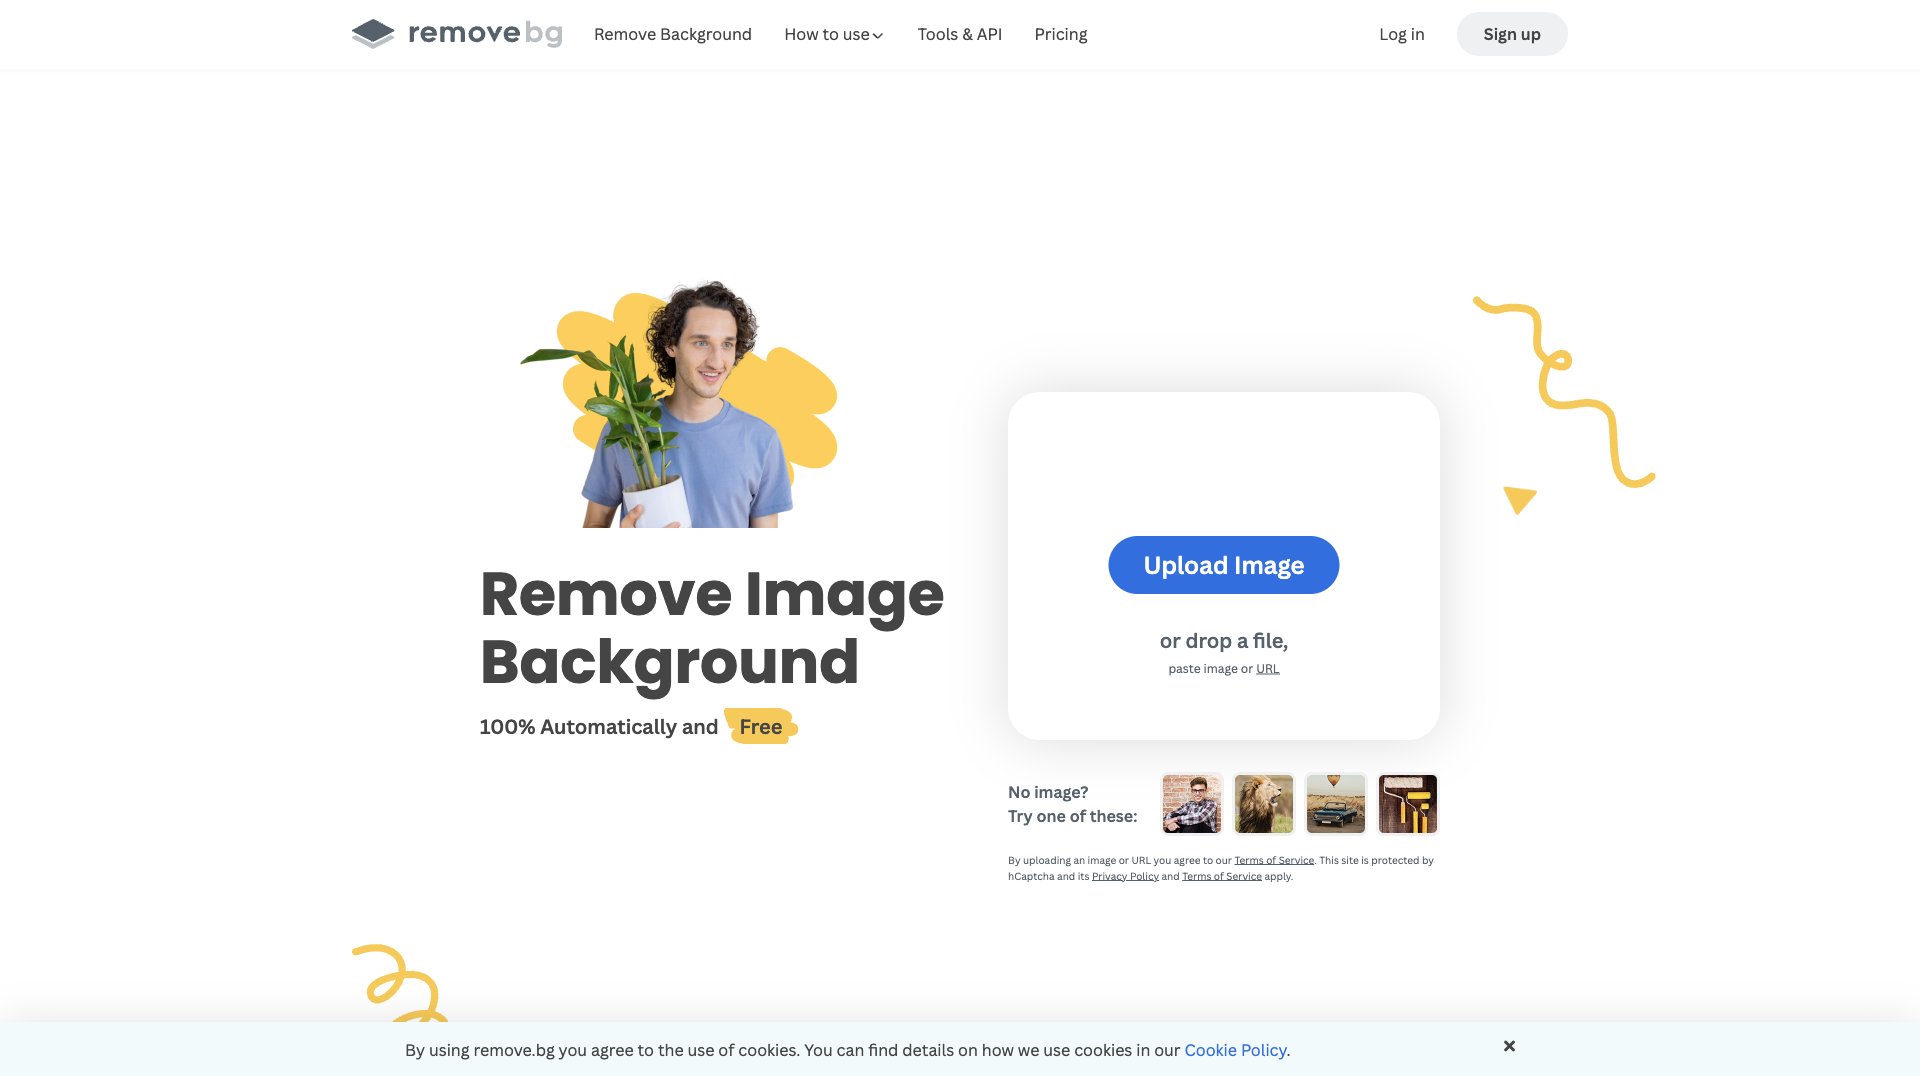 removebg
Remove Background
How to use
Tools & API
Pricing
Log in
Sign up
Remove Image
Background
100% Automatically and Free
Upload Image
or drop a file,
paste image or URL
No image?
Try one of these:
By uploading an image or URL you agree to our Terms of Service. This site is protected by
hCaptcha and its Privacy Policy and Terms of Service apply.
By using remove.bg you agree to the use of cookies. You can find details on how we use cookies in our Cookie Policy.